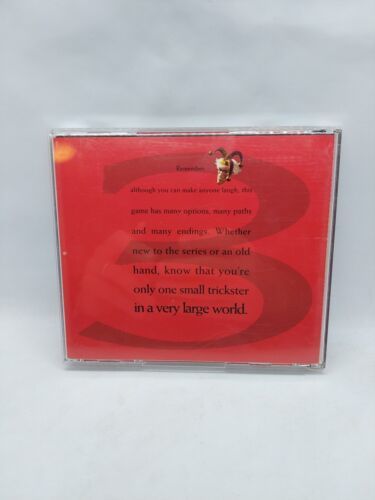 Remember,
although you can make anyone laugh, this
game has many options, many paths
and many endings. Whether
new to the series or an old
hand, know that you're
only one small trickster
in a very large world.
3